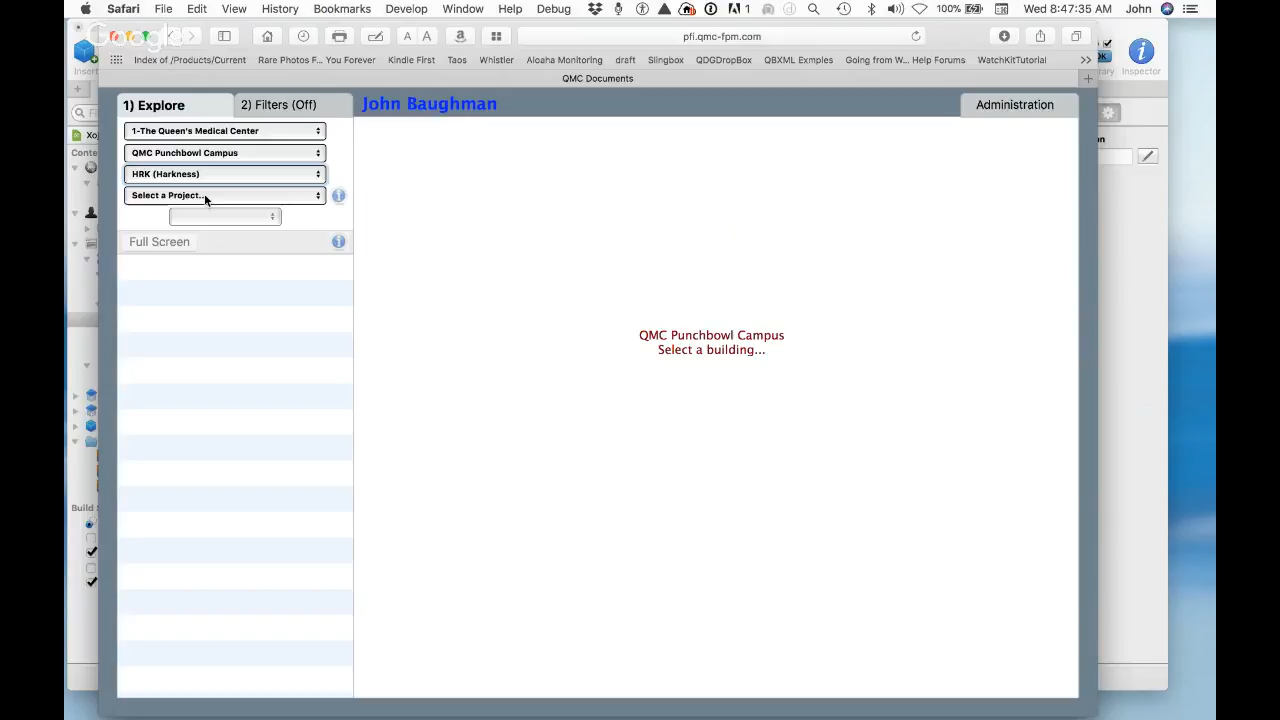 Safari File Edit View History Bookmarks Develop Window Help Debug 1 100% Wed 8:47:35 AM John
Google
A A a pfi.qmc-fpm.com
Insert Inspector
Index of /Products/Current Rare Photos F... You Forever Kindle First Taos Whistler Aloaha Monitoring draft Slingbox QDGDropBox QBXML Exmples Going from W... Help Forums WatchKitTutorial
QMC Documents
1) Explore 2) Filters (Off) John Baughman Administration
1-The Queen's Medical Center
QMC Punchbowl Campus
HRK (Harkness)
Select a Project...
Full Screen
QMC Punchbowl Campus
Select a building...